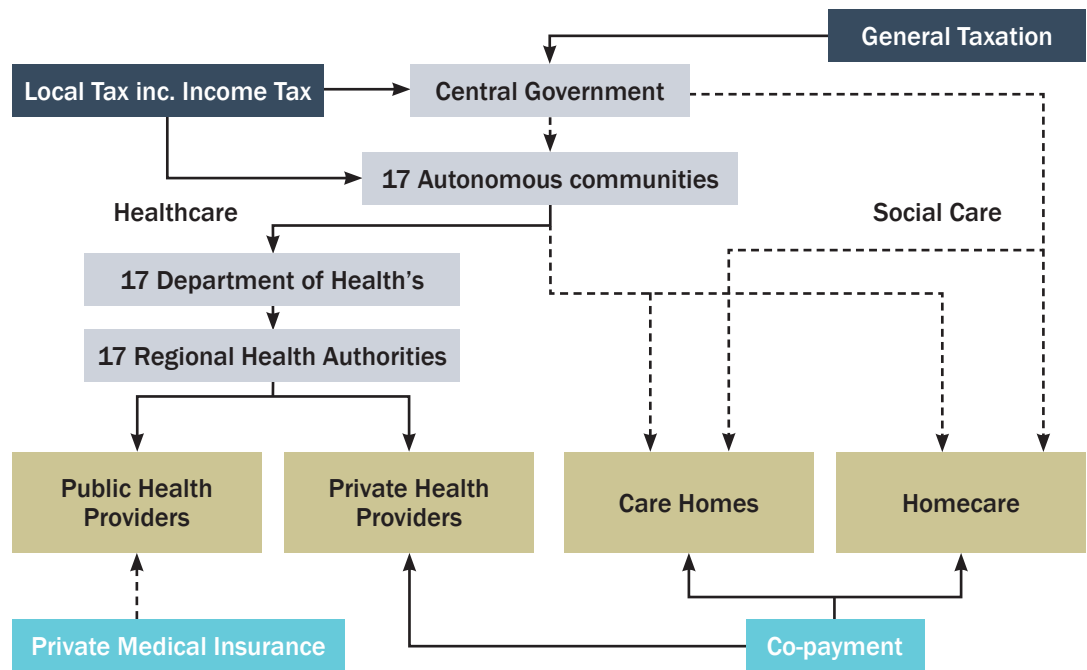 General Taxation
Local Tax inc. Income Tax
Central Government
17 Autonomous communities
Healthcare
Social Care
17 Department of Health's
17 Regional Health Authorities
Public Health
Providers
Private Health
Providers
Care Homes
Homecare
Private Medical Insurance
Co-payment